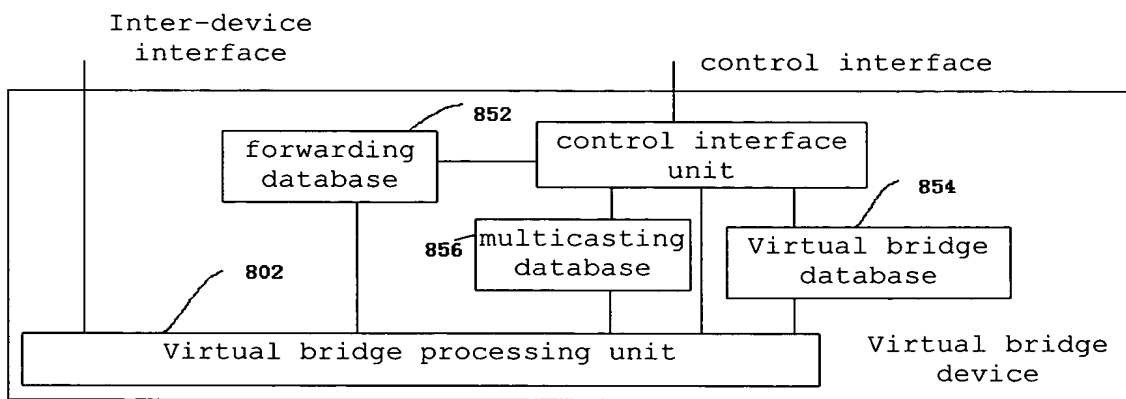 Inter-device
interface
control interface
852
forwarding
database
control interface
unit
854
856
multicasting
database
Virtual bridge
database
802
Virtual bridge processing unit
Virtual bridge
device